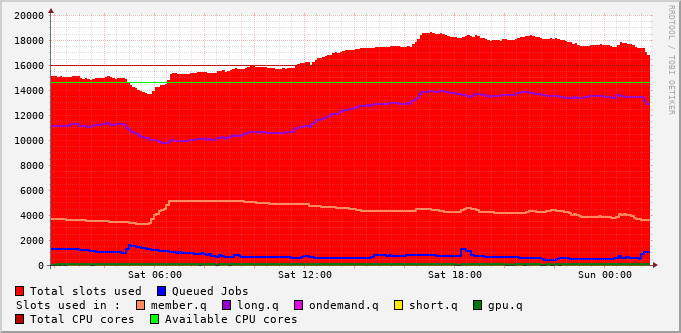 RRDTOOL / TOBI OETIKER
20000
18000
16000
14000
12000
10000
8000
6000
4000
2000
0
Sat 06:00 Sat 12:00 Sat 18:00 Sun 00:00
Total slots used Queued Jobs
Slots used in : member.q long.q ondemand.q short.q gpu.q
Total CPU cores Available CPU cores